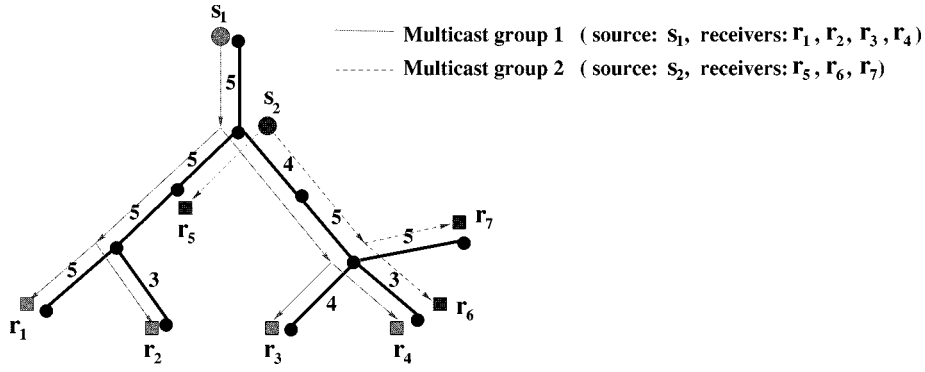 s1
Multicast group 1 ( source: s1, receivers: r1, r2, r3, r4)
Multicast group 2 ( source: s2, receivers: r5, r6, r7)
5
s2
5
4
5
5
r5
5
r7
5
3
3
4
r1
r2
r3
r4
r6